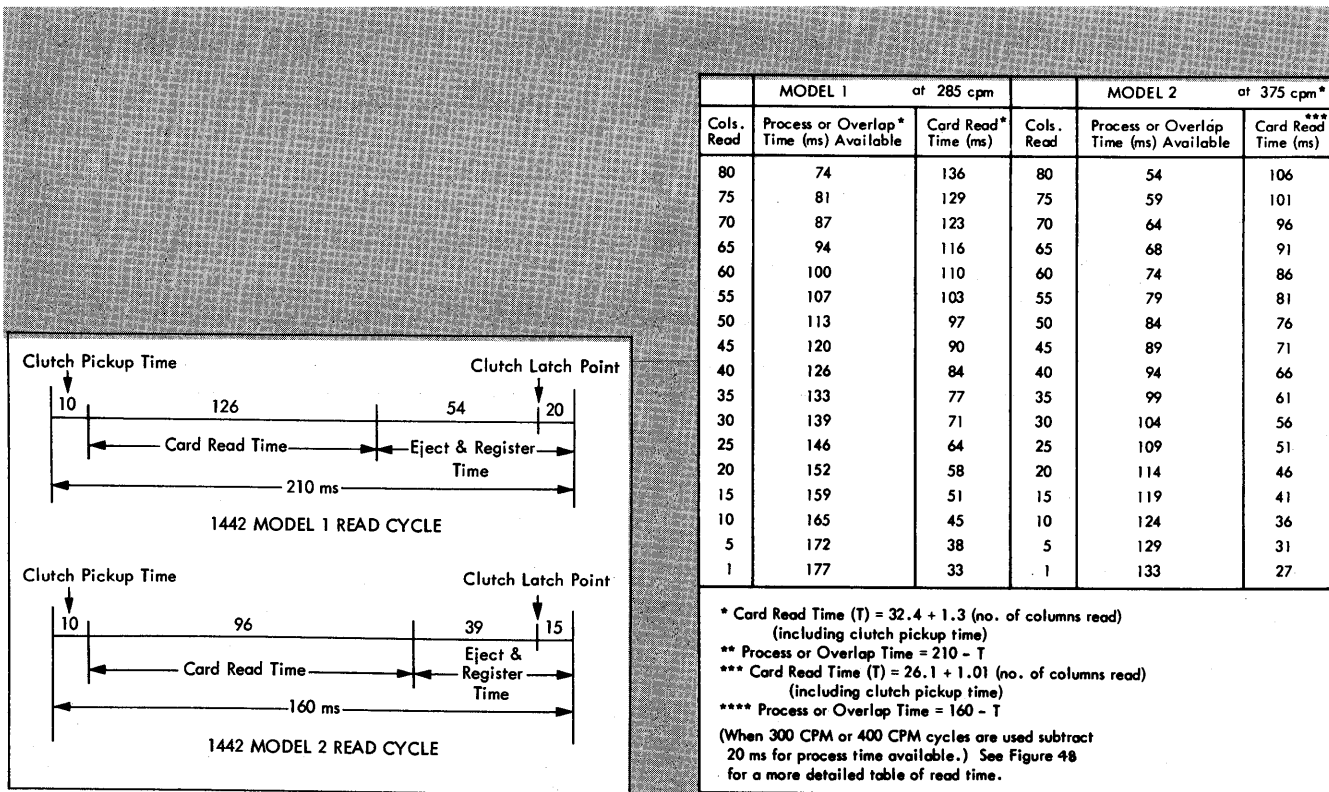 Clutch Pickup Time Clutch Latch Point
10 126 54 20
Card Read Time Eject & Register
Time
210 ms
1442 MODEL 1 READ CYCLE
Clutch Pickup Time Clutch Latch Point
10 96 39 15
Card Read Time Eject &
Register
Time
160 ms
1442 MODEL 2 READ CYCLE
MODEL 1 at 285 cpm MODEL 2 at 375 cpm*
Cols. Process or Overlap* Card Read* Cols. Process or Overlap Card Read***
Read Time (ms) Available Time (ms) Read Time (ms) Available Time (ms)
80 74 136 80 54 106
75 81 129 75 59 101
70 87 123 70 64 96
65 94 116 65 68 91
60 100 110 60 74 86
55 107 103 55 79 81
50 113 97 50 84 76
45 120 90 45 89 71
40 126 84 40 94 66
35 133 77 35 99 61
30 139 71 30 104 56
25 146 64 25 109 51
20 152 58 20 114 46
15 159 51 15 119 41
10 165 45 10 124 36
5 172 38 5 129 31
1 177 33 1 133 27
* Card Read Time (T) = 32.4 + 1.3 (no. of columns read)
(including clutch pickup time)
** Process or Overlap Time = 210 - T
*** Card Read Time (T) = 26.1 + 1.01 (no. of columns read)
(including clutch pickup time)
**** Process or Overlap Time = 160 - T
(When 300 CPM or 400 CPM cycles are used subtract
20 ms for process time available.) See Figure 48
for a more detailed table of read time.